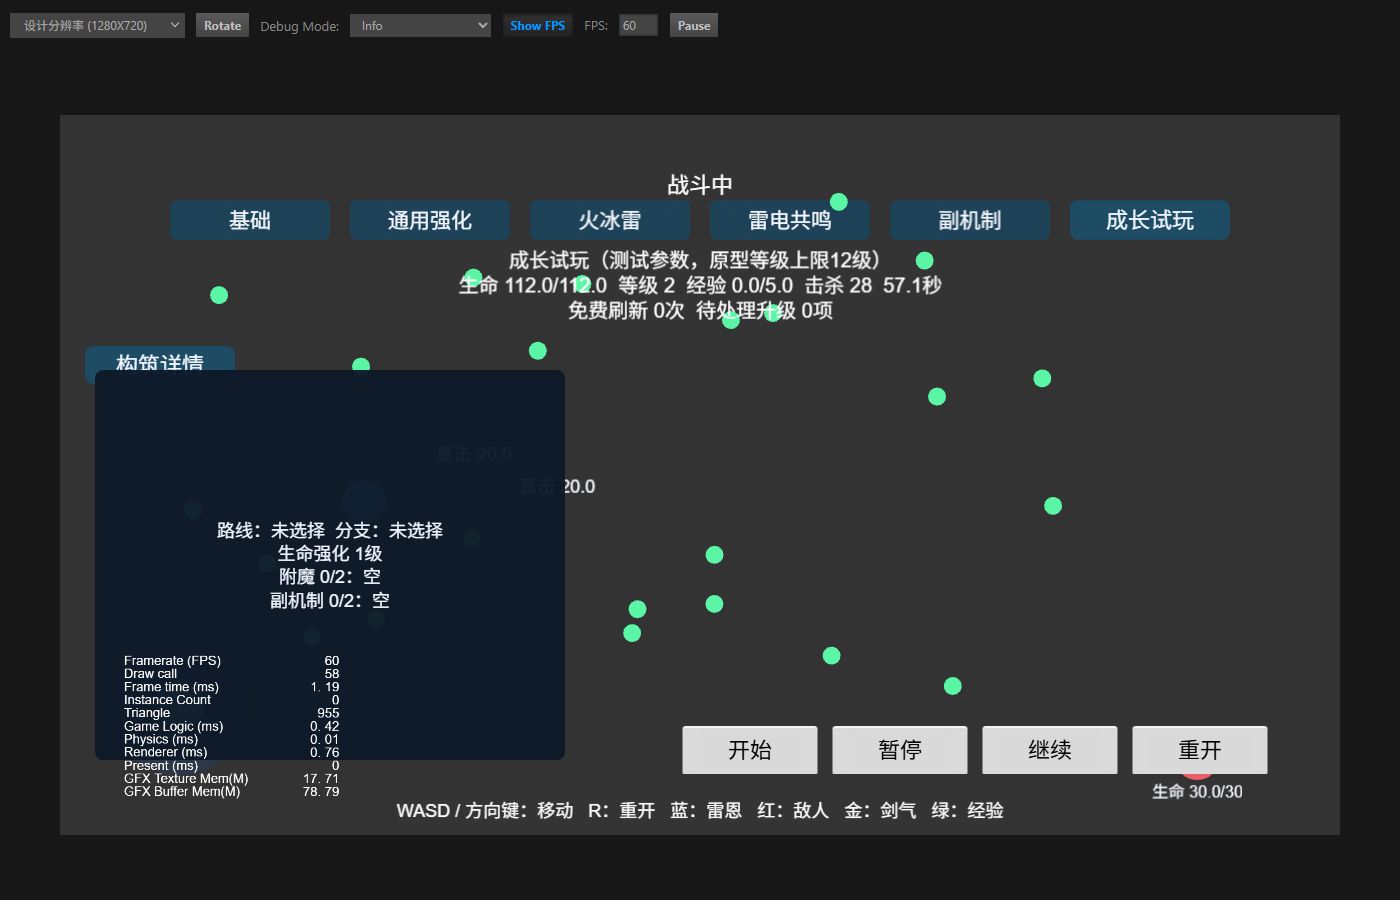 设计分辨率 (1280X720) Rotate Debug Mode: Info Show FPS FPS: 60 Pause
战斗中
基础 通用强化 火冰雷 雷电共鸣 副机制 成长试玩
成长试玩（测试参数，原型等级上限12级）
生命 112.0/112.0 等级 2 经验 0.0/5.0 击杀 28 57.1秒
免费刷新 0次 待处理升级 0项
构筑详情
直击 20.0
直击 20.0
路线：未选择 分支：未选择
生命强化 1级
附魔 0/2：空
副机制 0/2：空
Framerate (FPS) 60
Draw call 58
Frame time (ms) 1. 19
Instance Count 0
Triangle 955
Game Logic (ms) 0. 42
Physics (ms) 0. 01
Renderer (ms) 0. 76
Present (ms) 0
GFX Texture Mem(M) 17. 71
GFX Buffer Mem(M) 78. 79
开始 暂停 继续 重开
生命 30.0/30
WASD / 方向键：移动 R：重开 蓝：雷恩 红：敌人 金：剑气 绿：经验